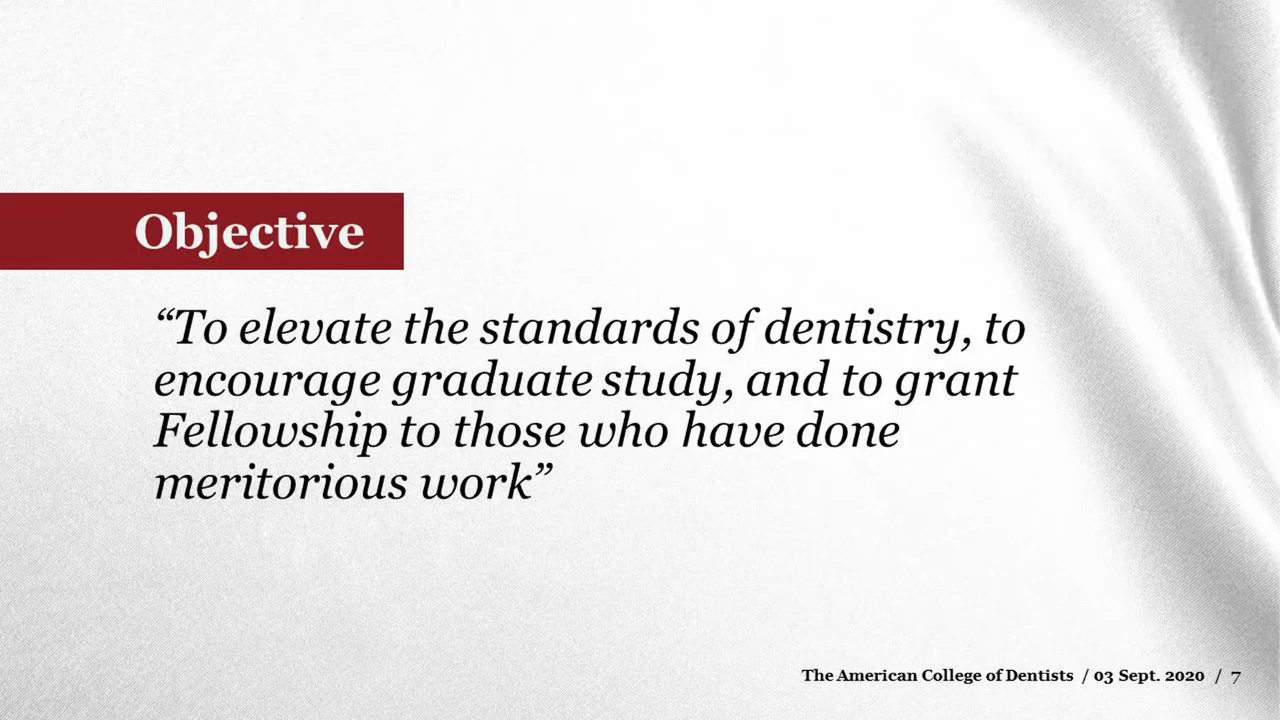 Objective
“To elevate the standards of dentistry, to
encourage graduate study, and to grant
Fellowship to those who have done
meritorious work”
The American College of Dentists / 03 Sept. 2020 / 7